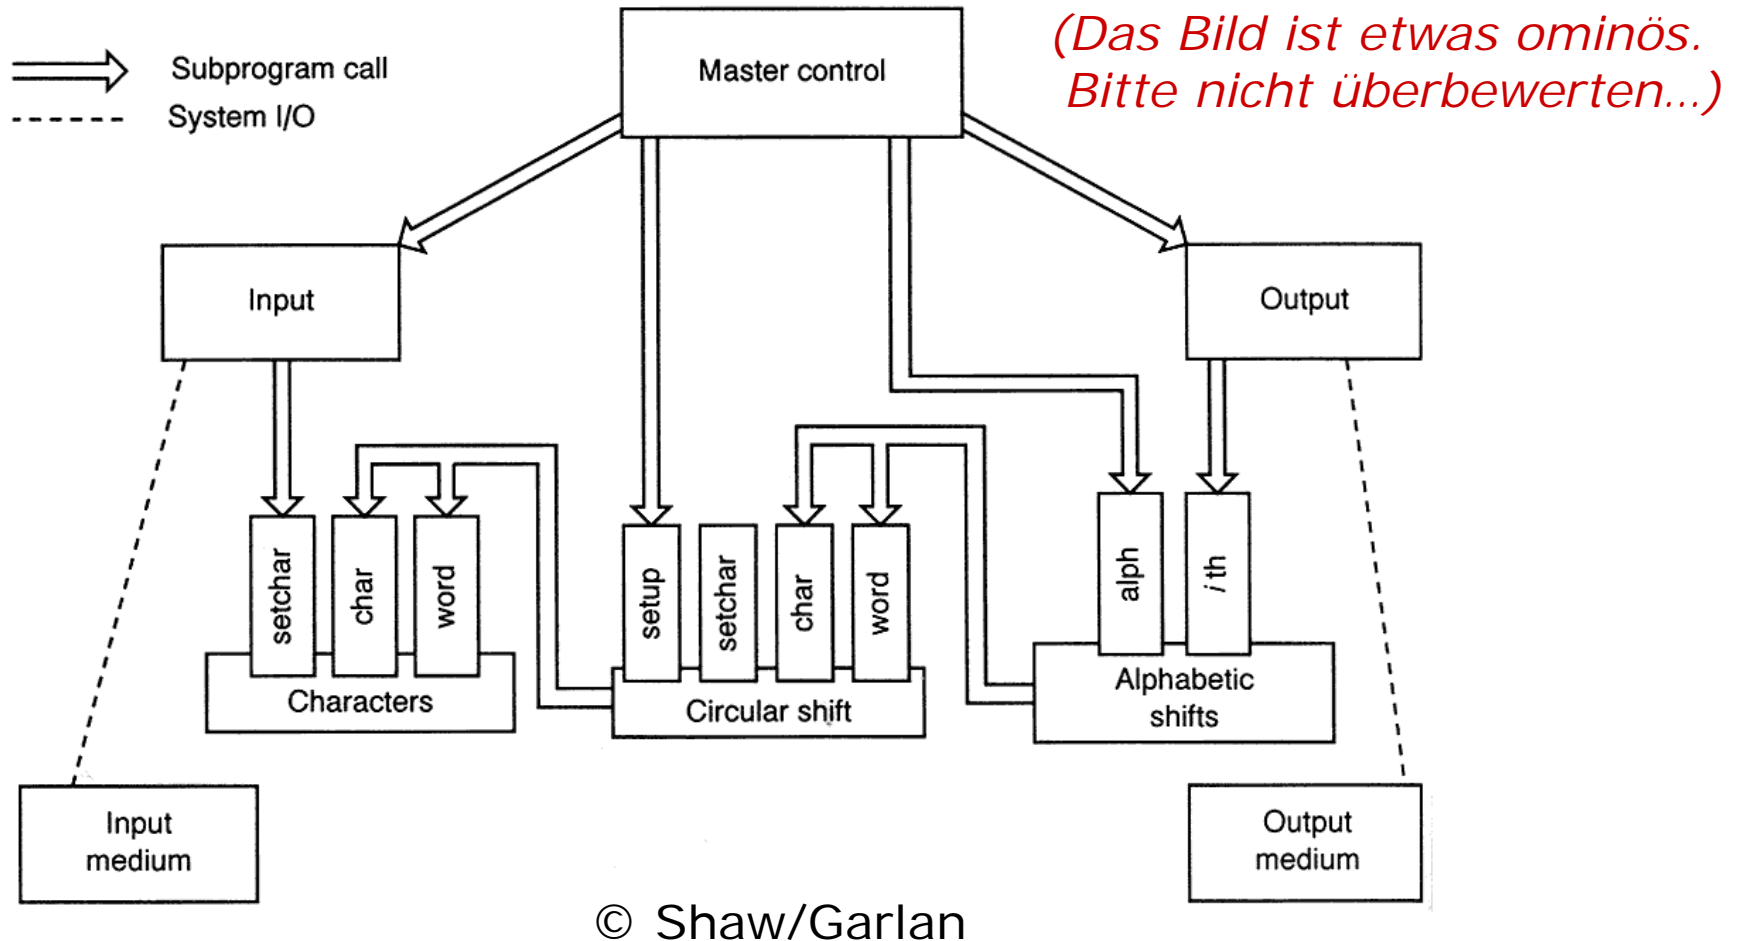 Subprogram call
System I/O
Master control
(Das Bild ist etwas ominös.
Bitte nicht überbewerten...)
Input
Output
setchar
char
word
Characters
setup
setchar
char
word
Circular shift
alph
ith
Alphabetic
shifts
Input
medium
Output
medium
© Shaw/Garlan